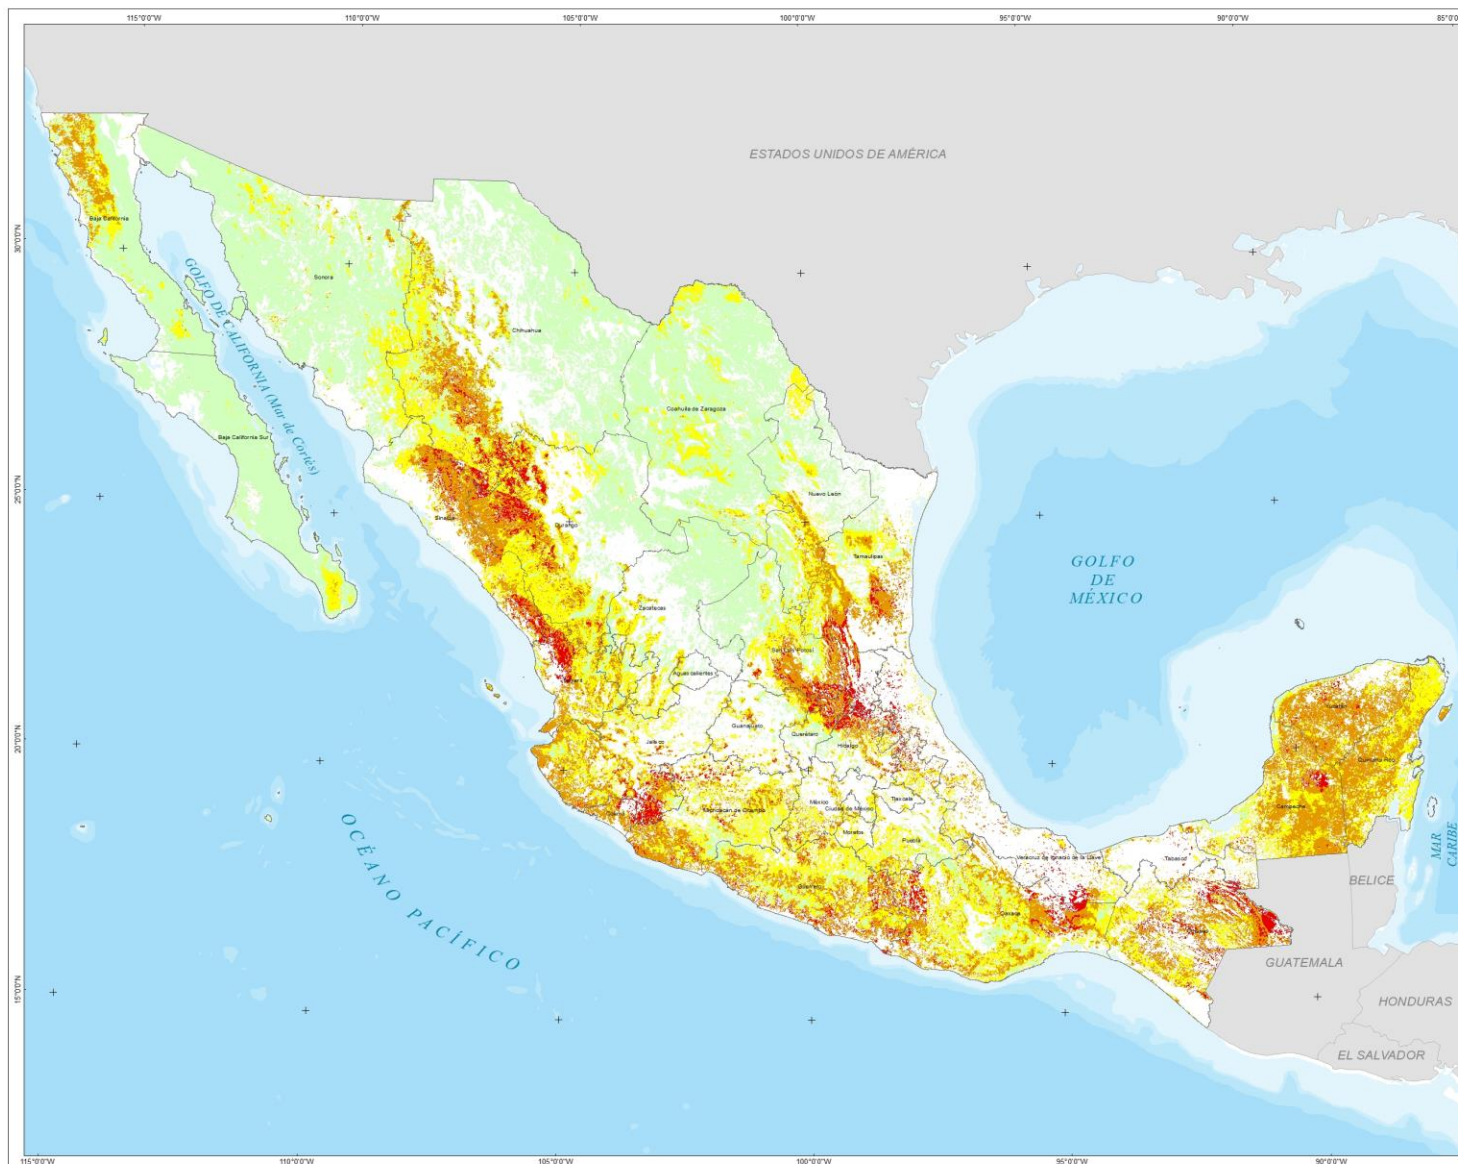 115°0'0"W
110°0'0"W
105°0'0"W
100°0'0"W
95°0'0"W
90°0'0"W
85°0'0"
ESTADOS UNIDOS DE AMÉRICA
30°0'0"N
Baja California
Sonora
Chihuahua
GOLFO DE CALIFORNIA (Mar de Cortés)
Coahuila de Zaragoza
Baja California Sur
25°0'0"N
Nuevo León
Sinaloa
Durango
Tamaulipas
GOLFO
DE
MÉXICO
Zacatecas
San Luis Potosí
Aguascalientes
Nayarit
Yucatán
20°0'0"N
Guanajuato
Querétaro
Jalisco
Hidalgo
Quintana Roo
Tlaxcala
México
Michoacán de Ocampo
Ciudad de México
Campeche
Colima
Morelos
Puebla
MAR
CARIBE
Veracruz de Ignacio de la Llave
Tabasco
BELICE
Guerrero
Oaxaca
OCÉANO PACÍFICO
GUATEMALA
15°0'0"N
HONDURAS
EL SALVADOR
115°0'0"W
110°0'0"W
105°0'0"W
100°0'0"W
95°0'0"W
90°0'0"W